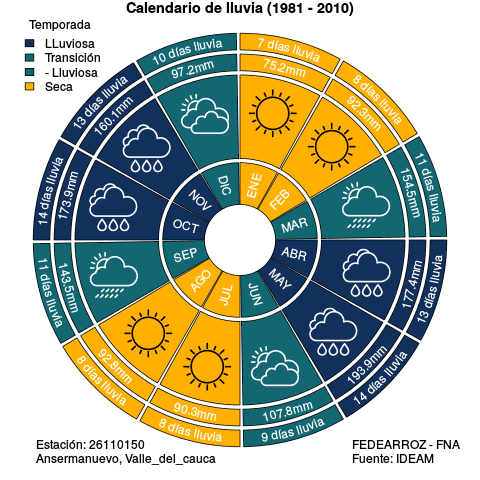 Calendario de lluvia (1981 - 2010)
Temporada
LLuviosa
Transición
- Lluviosa
Seca
7 días lluvia
75.2mm
ENE
8 días lluvia
92.3mm
FEB
11 días lluvia
154.5mm
MAR
13 días lluvia
177.4mm
ABR
14 días lluvia
193.9mm
MAY
9 días lluvia
107.8mm
JUN
8 días lluvia
90.3mm
JUL
8 días lluvia
92.8mm
AGO
11 días lluvia
143.5mm
SEP
14 días lluvia
173.9mm
OCT
13 días lluvia
160.1mm
NOV
10 días lluvia
97.2mm
DIC
Estación: 26110150
Ansermanuevo, Valle_del_cauca
FEDEARROZ - FNA
Fuente: IDEAM